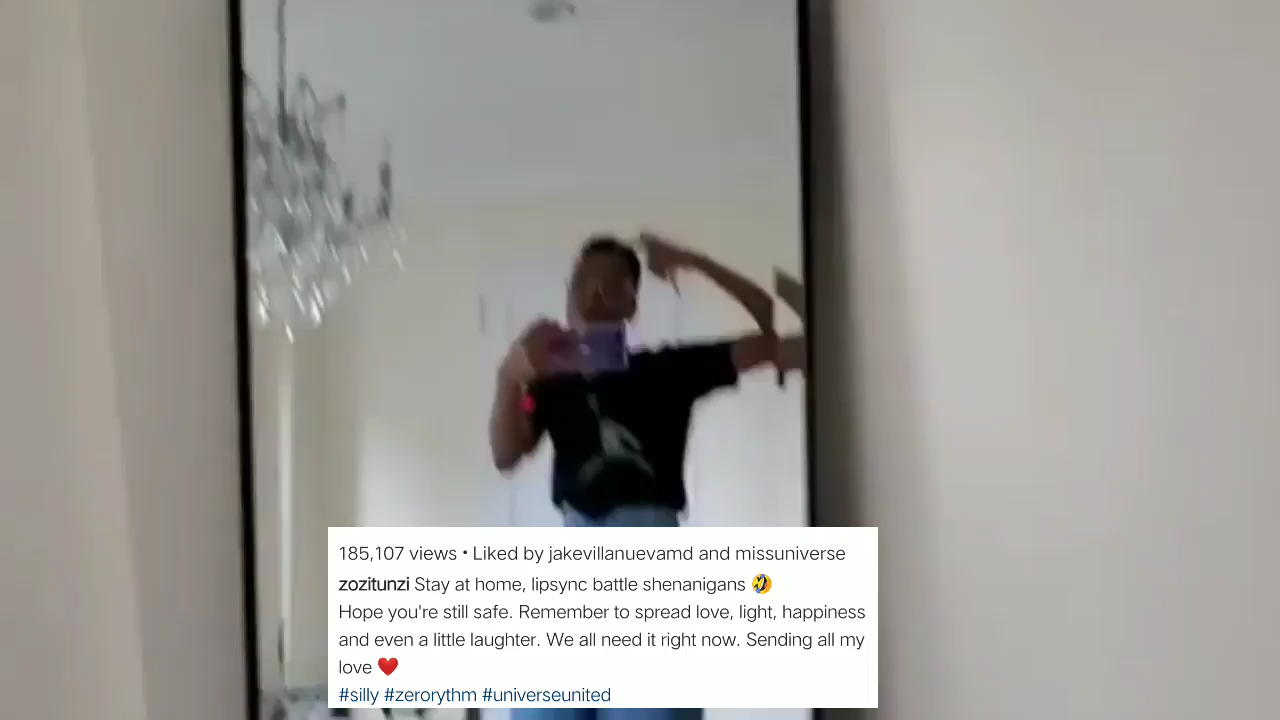 185,107 views • Liked by jakevillanuevamd and missuniverse
zozitunzi Stay at home, lipsync battle shenanigans 🤣
Hope you're still safe. Remember to spread love, light, happiness
and even a little laughter. We all need it right now. Sending all my
love ❤️
#silly #zerorythm #universeunited